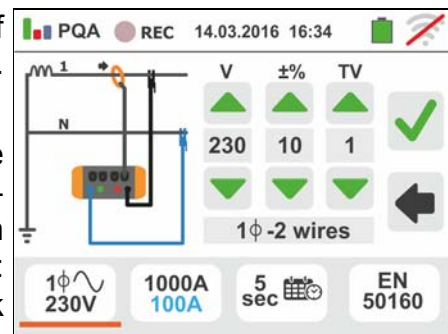 PQA REC 14.03.2016 16:34
V ±% TV
1
N
230 10 1
1ϕ -2 wires
1ϕ 230V
1000A 100A
5 sec
EN 50160